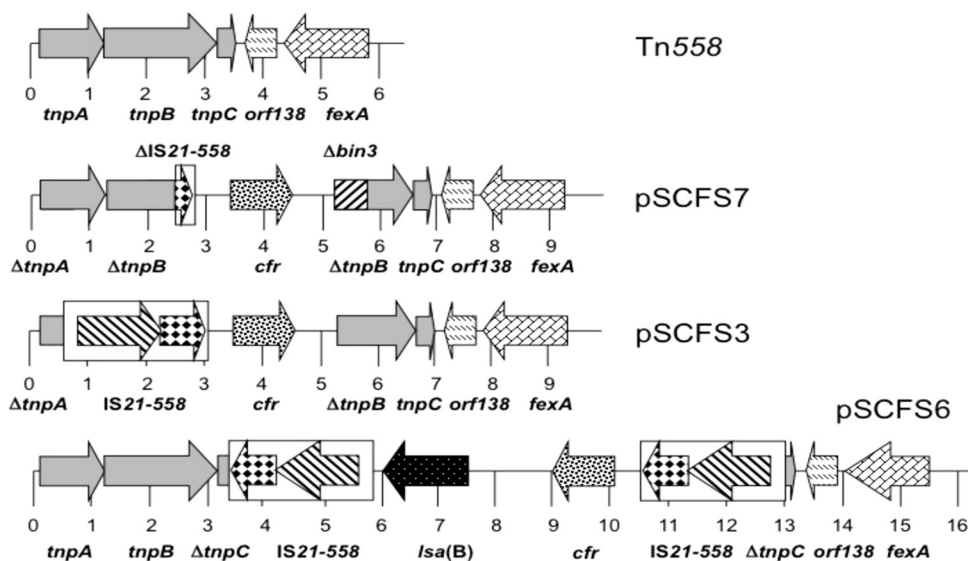 Tn558
0 1 2 3 4 5 6
tnpA tnpB tnpC orf138 fexA
ΔIS21-558 Δbin3
pSCFS7
0 1 2 3 4 5 6 7 8 9
ΔtnpA ΔtnpB cfr ΔtnpB tnpC orf138 fexA
pSCFS3
0 1 2 3 4 5 6 7 8 9
ΔtnpA IS21-558 cfr ΔtnpB tnpC orf138 fexA
pSCFS6
0 1 2 3 4 5 6 7 8 9 10 11 12 13 14 15 16
tnpA tnpB ΔtnpC IS21-558 lsa(B) cfr IS21-558 ΔtnpC orf138 fexA